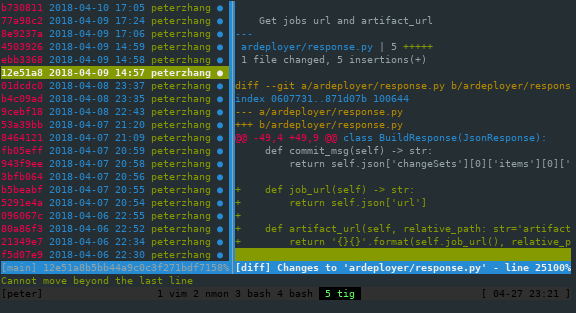 b730811 2018-04-10 17:05 peterzhang ●
77a98c2 2018-04-09 17:24 peterzhang ●
8e9237a 2018-04-09 17:06 peterzhang ●
4503926 2018-04-09 14:59 peterzhang ●
ebb3368 2018-04-09 14:58 peterzhang ●
12e51a8 2018-04-09 14:57 peterzhang ●
01dcdc0 2018-04-08 23:37 peterzhang ●
b4c09ad 2018-04-08 23:35 peterzhang ●
9cebf18 2018-04-08 22:43 peterzhang ●
53a39bb 2018-04-07 21:20 peterzhang ●
8464121 2018-04-07 21:09 peterzhang ●
fb05eff 2018-04-07 20:59 peterzhang ●
943f9ee 2018-04-07 20:58 peterzhang ●
3bfb064 2018-04-07 20:56 peterzhang ●
b5beabf 2018-04-07 20:55 peterzhang ●
5291e4a 2018-04-07 20:54 peterzhang ●
096067c 2018-04-06 22:55 peterzhang ●
80a86f3 2018-04-06 22:52 peterzhang ●
21349e7 2018-04-06 22:34 peterzhang ●
f5d07e9 2018-04-06 22:30 peterzhang ●
[main] 12e51a8b5bb44a9c0c3f271bdf7158%
    Get jobs url and artifact_url
---
 ardeployer/response.py | 5 +++++
 1 file changed, 5 insertions(+)
diff --git a/ardeployer/response.py b/ardeployer/respons
index 0607731..871d07b 100644
--- a/ardeployer/response.py
+++ b/ardeployer/response.py
@@ -49,4 +49,9 @@ class BuildResponse(JsonResponse):
     def commit_msg(self) -> str:
         return self.json['changeSets'][0]['items'][0]['
+    def job_url(self) -> str:
+        return self.json['url']
+
+    def artifact_url(self, relative_path: str='artifact
+        return '{}{}'.format(self.job_url(), relative_p
[diff] Changes to 'ardeployer/response.py' - line 25100%
Cannot move beyond the last line
[peter] 1 vim 2 nmon 3 bash 4 bash 5 tig [ 04-27 23:21 ]